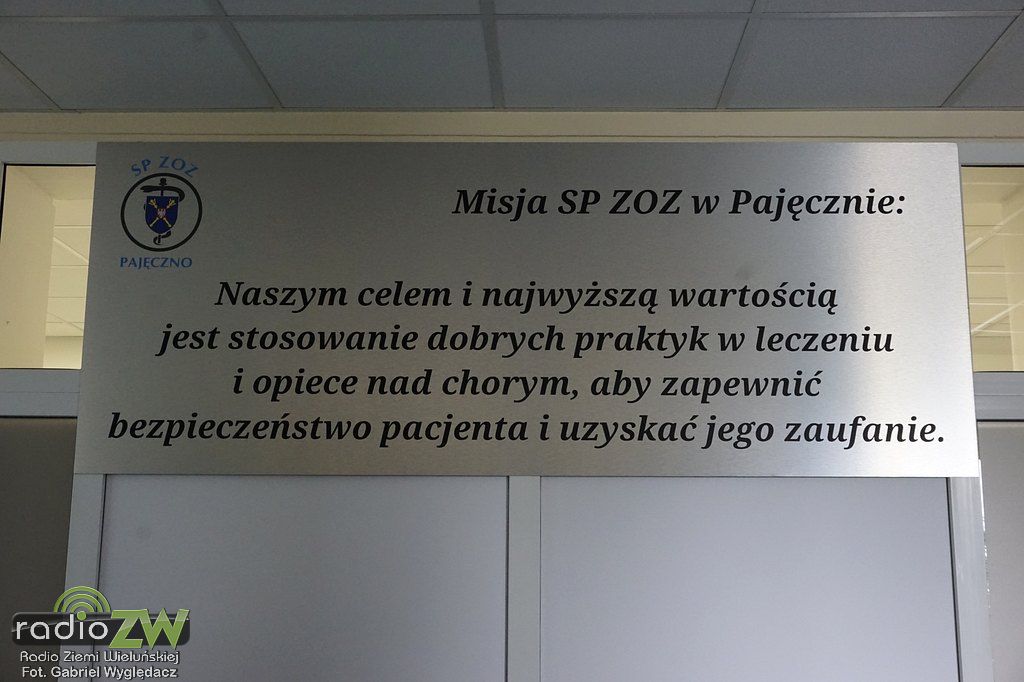 SP ZOZ
PAJĘCZNO
Misja SP ZOZ w Pajęcznie:
Naszym celem i najwyższą wartością
jest stosowanie dobrych praktyk w leczeniu
i opiece nad chorym, aby zapewnić
bezpieczeństwo pacjenta i uzyskać jego zaufanie.
radioZW
Radio Ziemi Wieluńskiej
Fot. Gabriel Wyględacz